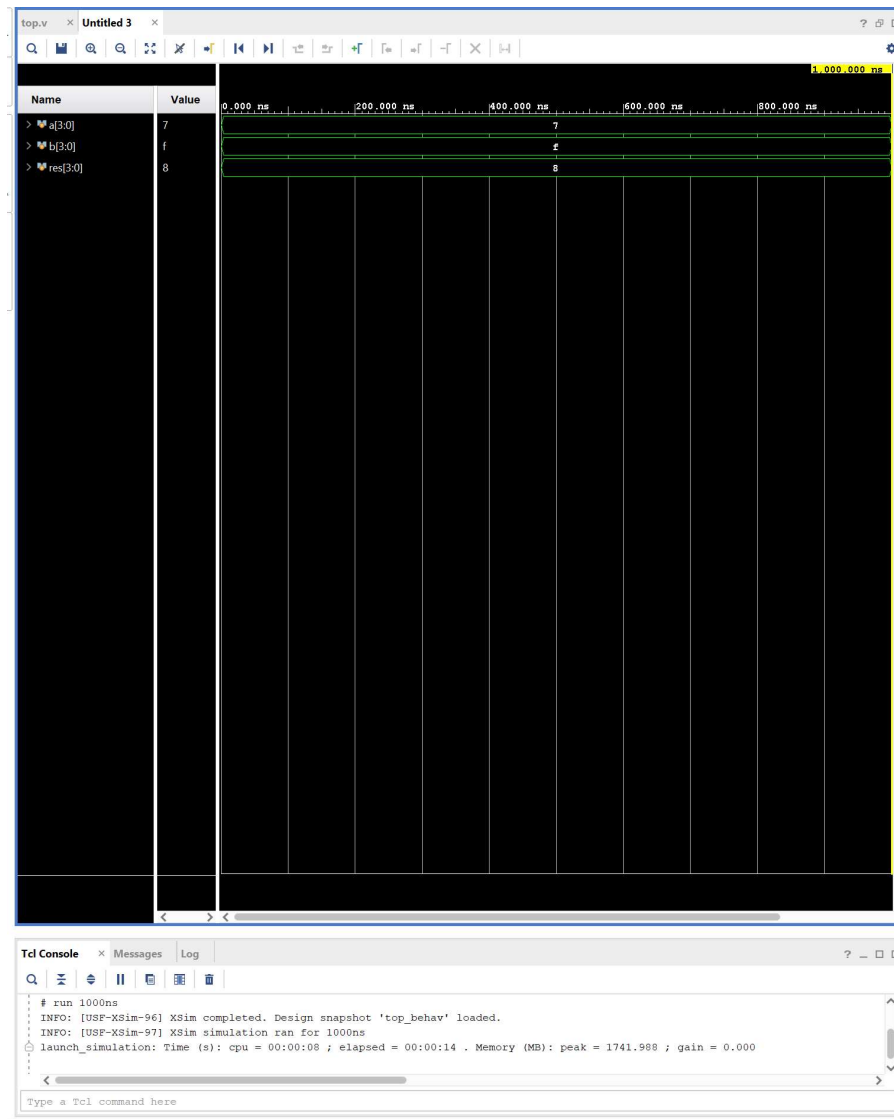 top.v × Untitled 3 ×
Name Value
1,000.000 ns
0.000 ns 200.000 ns 400.000 ns 600.000 ns 800.000 ns
a[3:0] 7 7
b[3:0] f f
res[3:0] 8 8
Tcl Console × Messages Log
# run 1000ns
INFO: [USF-XSim-96] XSim completed. Design snapshot 'top_behav' loaded.
INFO: [USF-XSim-97] XSim simulation ran for 1000ns
launch_simulation: Time (s): cpu = 00:00:08 ; elapsed = 00:00:14 . Memory (MB): peak = 1741.988 ; gain = 0.000
Type a Tcl command here